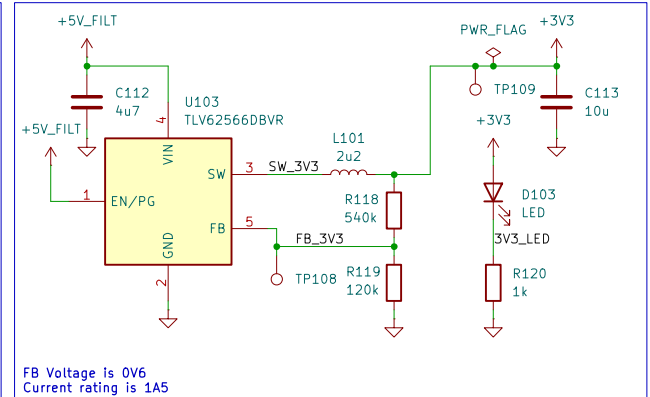 +5V_FILT
PWR_FLAG
+3V3
C112
4u7
U103
TLV62566DBVR
TP109
C113
10u
+5V_FILT
4
VIN
L101
2u2
+3V3
1
EN/PG
SW
3
SW_3V3
R118
540k
D103
LED
FB
5
FB_3V3
3V3_LED
GND
2
TP108
R119
120k
R120
1k
FB Voltage is 0V6
Current rating is 1A5